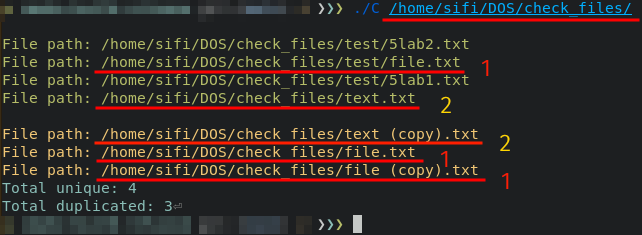 ❯❯❯ ./C /home/sifi/DOS/check_files/
File path: /home/sifi/DOS/check_files/test/5lab2.txt
File path: /home/sifi/DOS/check_files/test/file.txt 1
File path: /home/sifi/DOS/check_files/test/5lab1.txt
File path: /home/sifi/DOS/check_files/text.txt 2
File path: /home/sifi/DOS/check_files/text (copy).txt 2
File path: /home/sifi/DOS/check_files/file.txt 1
File path: /home/sifi/DOS/check_files/file (copy).txt 1
Total unique: 4
Total duplicated: 3⏎
❯❯❯